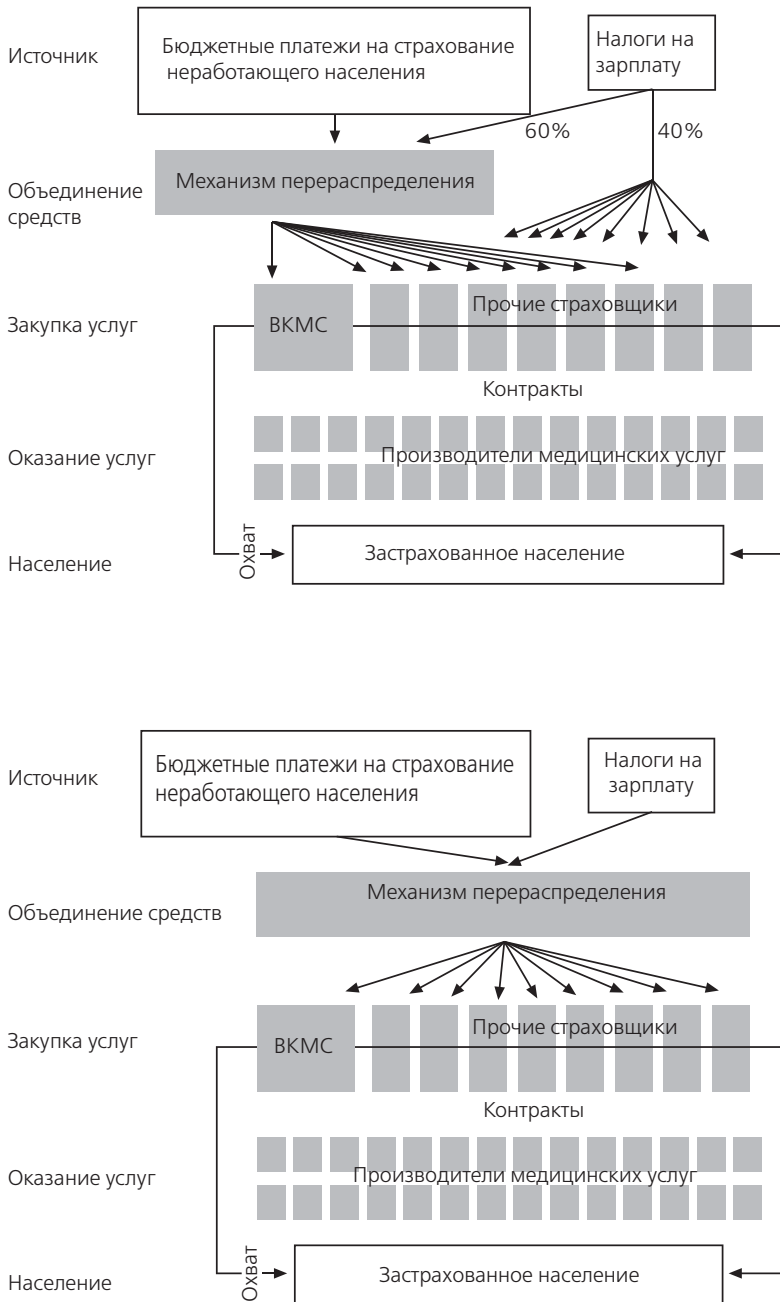 Источник
Бюджетные платежи на страхование
неработающего населения
Налоги на
зарплату
60%
40%
Объединение
средств
Механизм перераспределения
Закупка услуг
ВКМС
Прочие страховщики
Контракты
Оказание услуг
Производители медицинских услуг
Население
Охват
Застрахованное население
Источник
Бюджетные платежи на страхование
неработающего населения
Налоги на
зарплату
Объединение средств
Механизм перераспределения
Закупка услуг
ВКМС
Прочие страховщики
Контракты
Оказание услуг
Производители медицинских услуг
Население
Охват
Застрахованное население